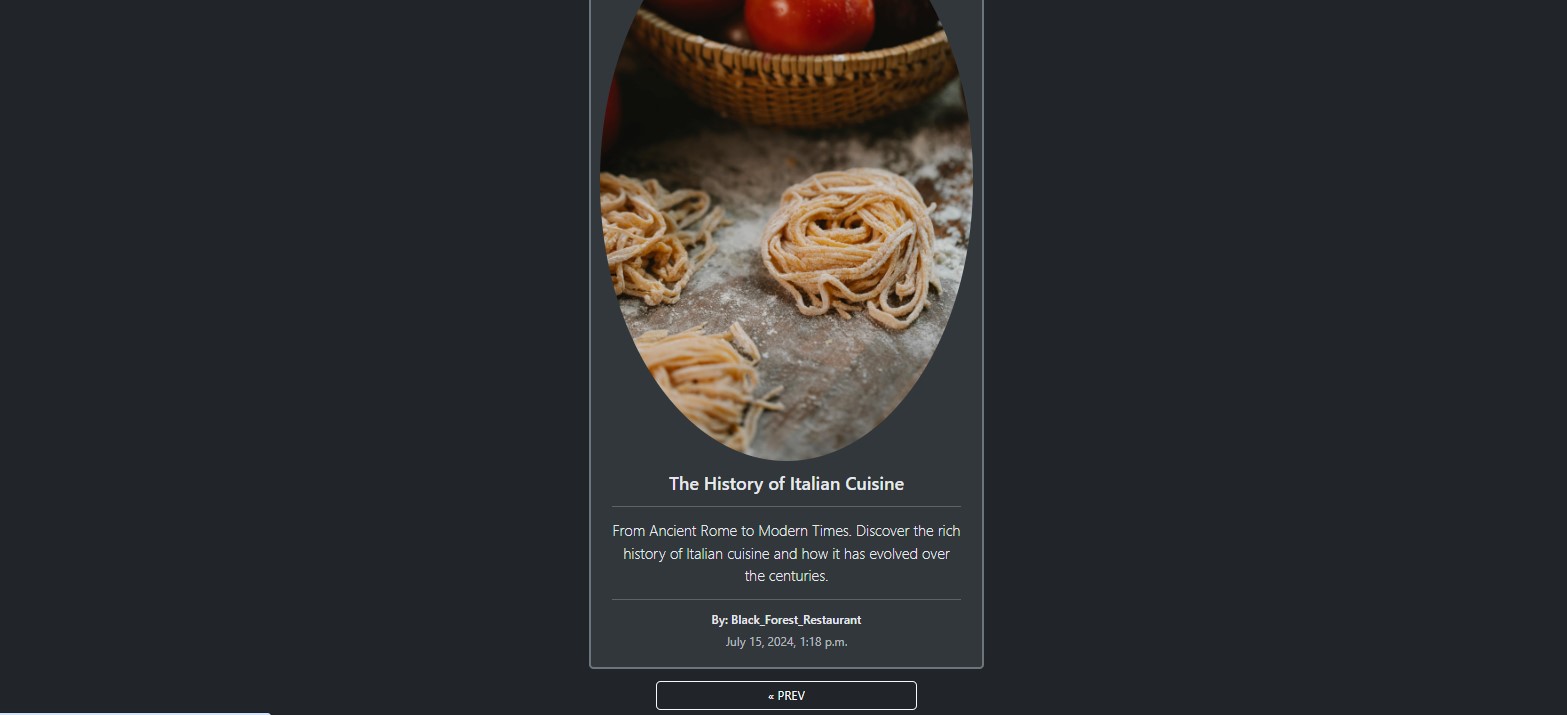 The History of Italian Cuisine
From Ancient Rome to Modern Times. Discover the rich
history of Italian cuisine and how it has evolved over
the centuries.
By: Black_Forest_Restaurant
July 15, 2024, 1:18 p.m.
« PREV